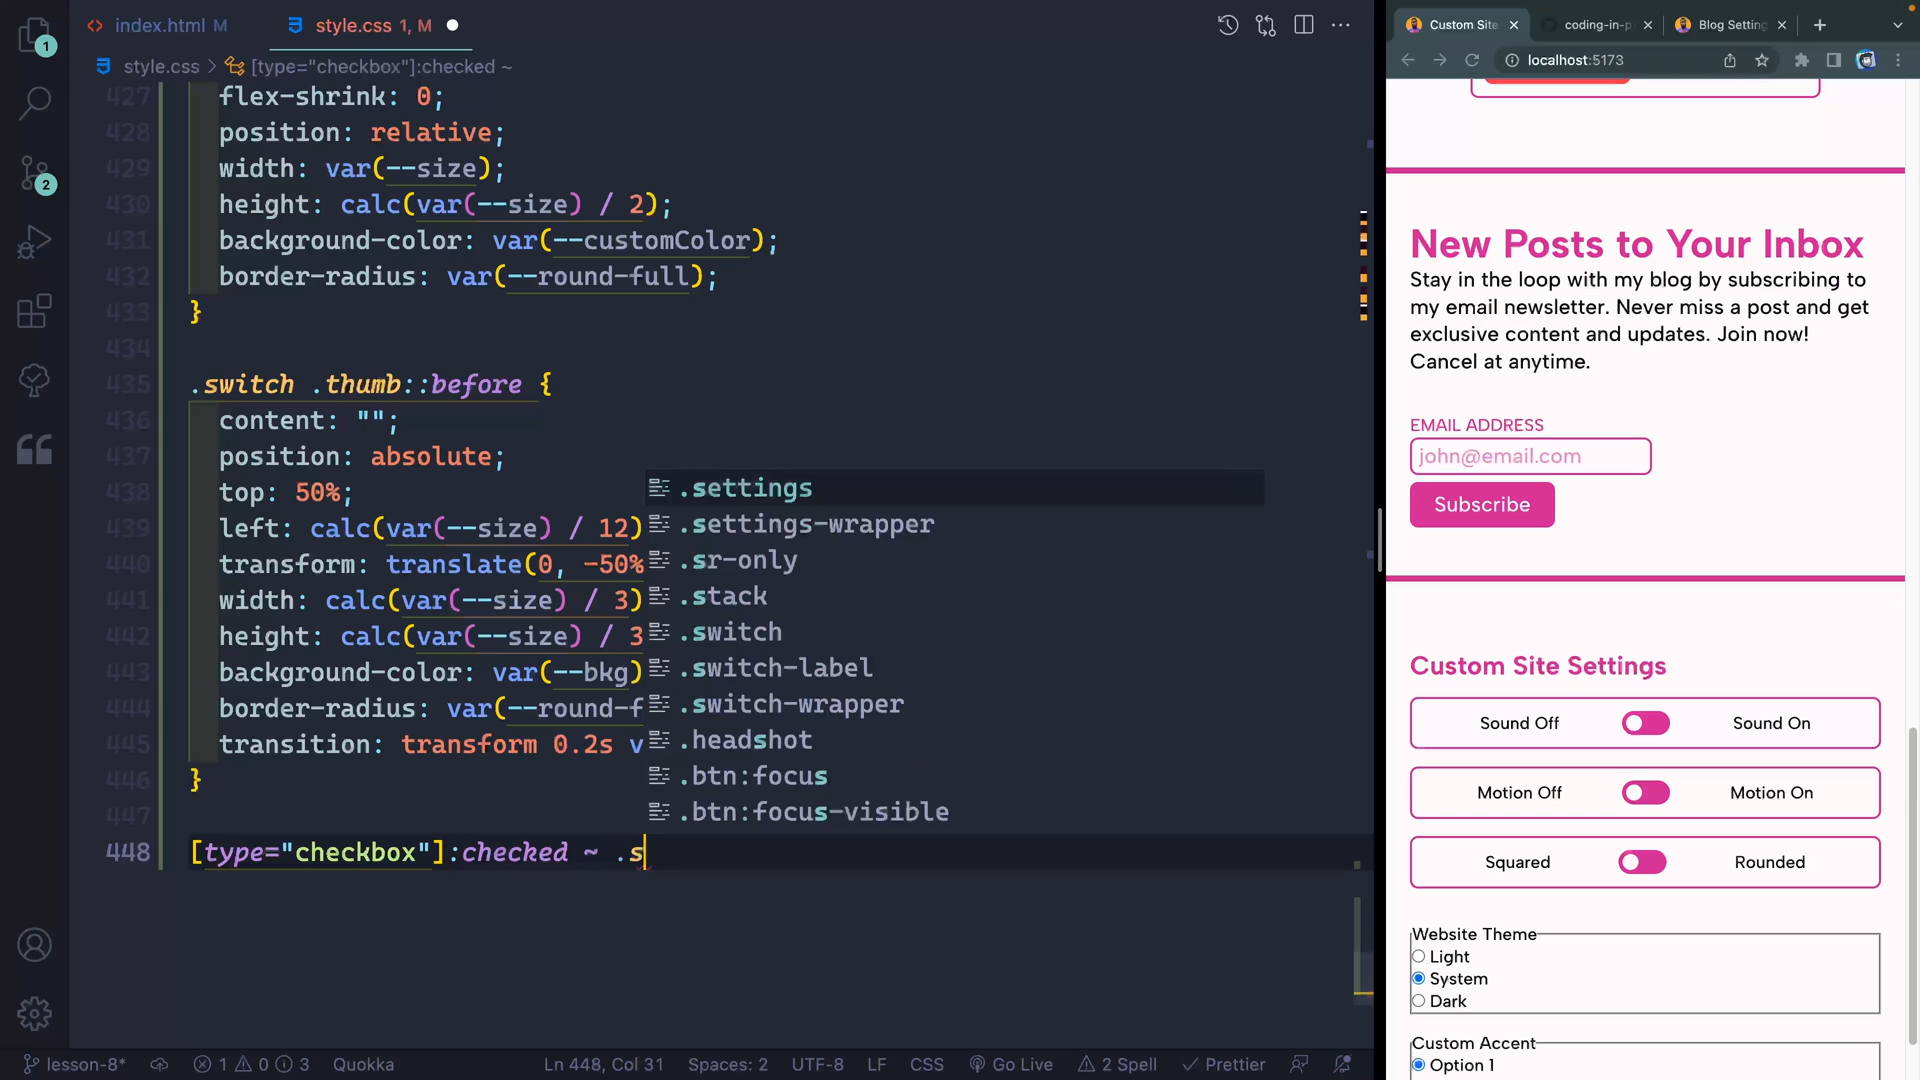 index.html M
style.css 1, M
style.css > [type="checkbox"]:checked ~
427 flex-shrink: 0;
428 position: relative;
429 width: var(--size);
430 height: calc(var(--size) / 2);
431 background-color: var(--customColor);
432 border-radius: var(--round-full);
433 }
434
435 .switch .thumb::before {
436 content: "";
437 position: absolute;
438 top: 50%;
439 left: calc(var(--size) / 12)
440 transform: translate(0, -50%
441 width: calc(var(--size) / 3)
442 height: calc(var(--size) / 3
443 background-color: var(--bkg)
444 border-radius: var(--round-f
445 transition: transform 0.2s v
446 }
447
448 [type="checkbox"]:checked ~ .s
.settings
.settings-wrapper
.sr-only
.stack
.switch
.switch-label
.switch-wrapper
.headshot
.btn:focus
.btn:focus-visible
1
2
lesson-8* 1 0 3 Quokka Ln 448, Col 31 Spaces: 2 UTF-8 LF CSS Go Live 2 Spell Prettier
Custom Site coding-in-p Blog Setting
localhost:5173
New Posts to Your Inbox
Stay in the loop with my blog by subscribing to
my email newsletter. Never miss a post and get
exclusive content and updates. Join now!
Cancel at anytime.
EMAIL ADDRESS
john@email.com
Subscribe
Custom Site Settings
Sound Off Sound On
Motion Off Motion On
Squared Rounded
Website Theme
Light
System
Dark
Custom Accent
Option 1